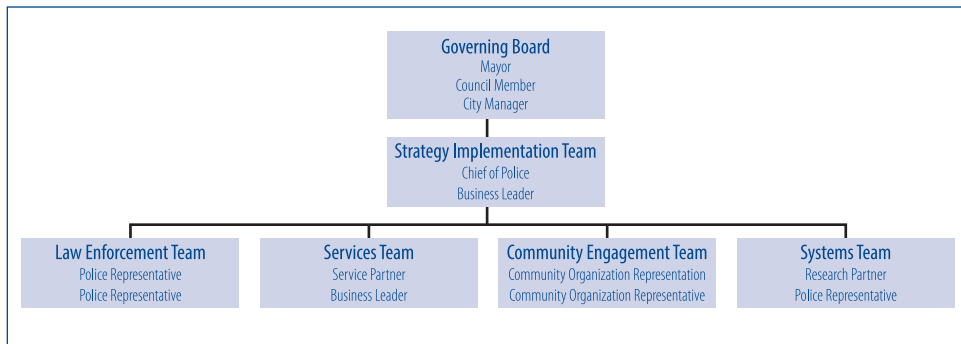 Governing Board
Mayor
Council Member
City Manager
Strategy Implementation Team
Chief of Police
Business Leader
Law Enforcement Team
Police Representative
Police Representative
Services Team
Service Partner
Business Leader
Community Engagement Team
Community Organization Representation
Community Organization Representative
Systems Team
Research Partner
Police Representative